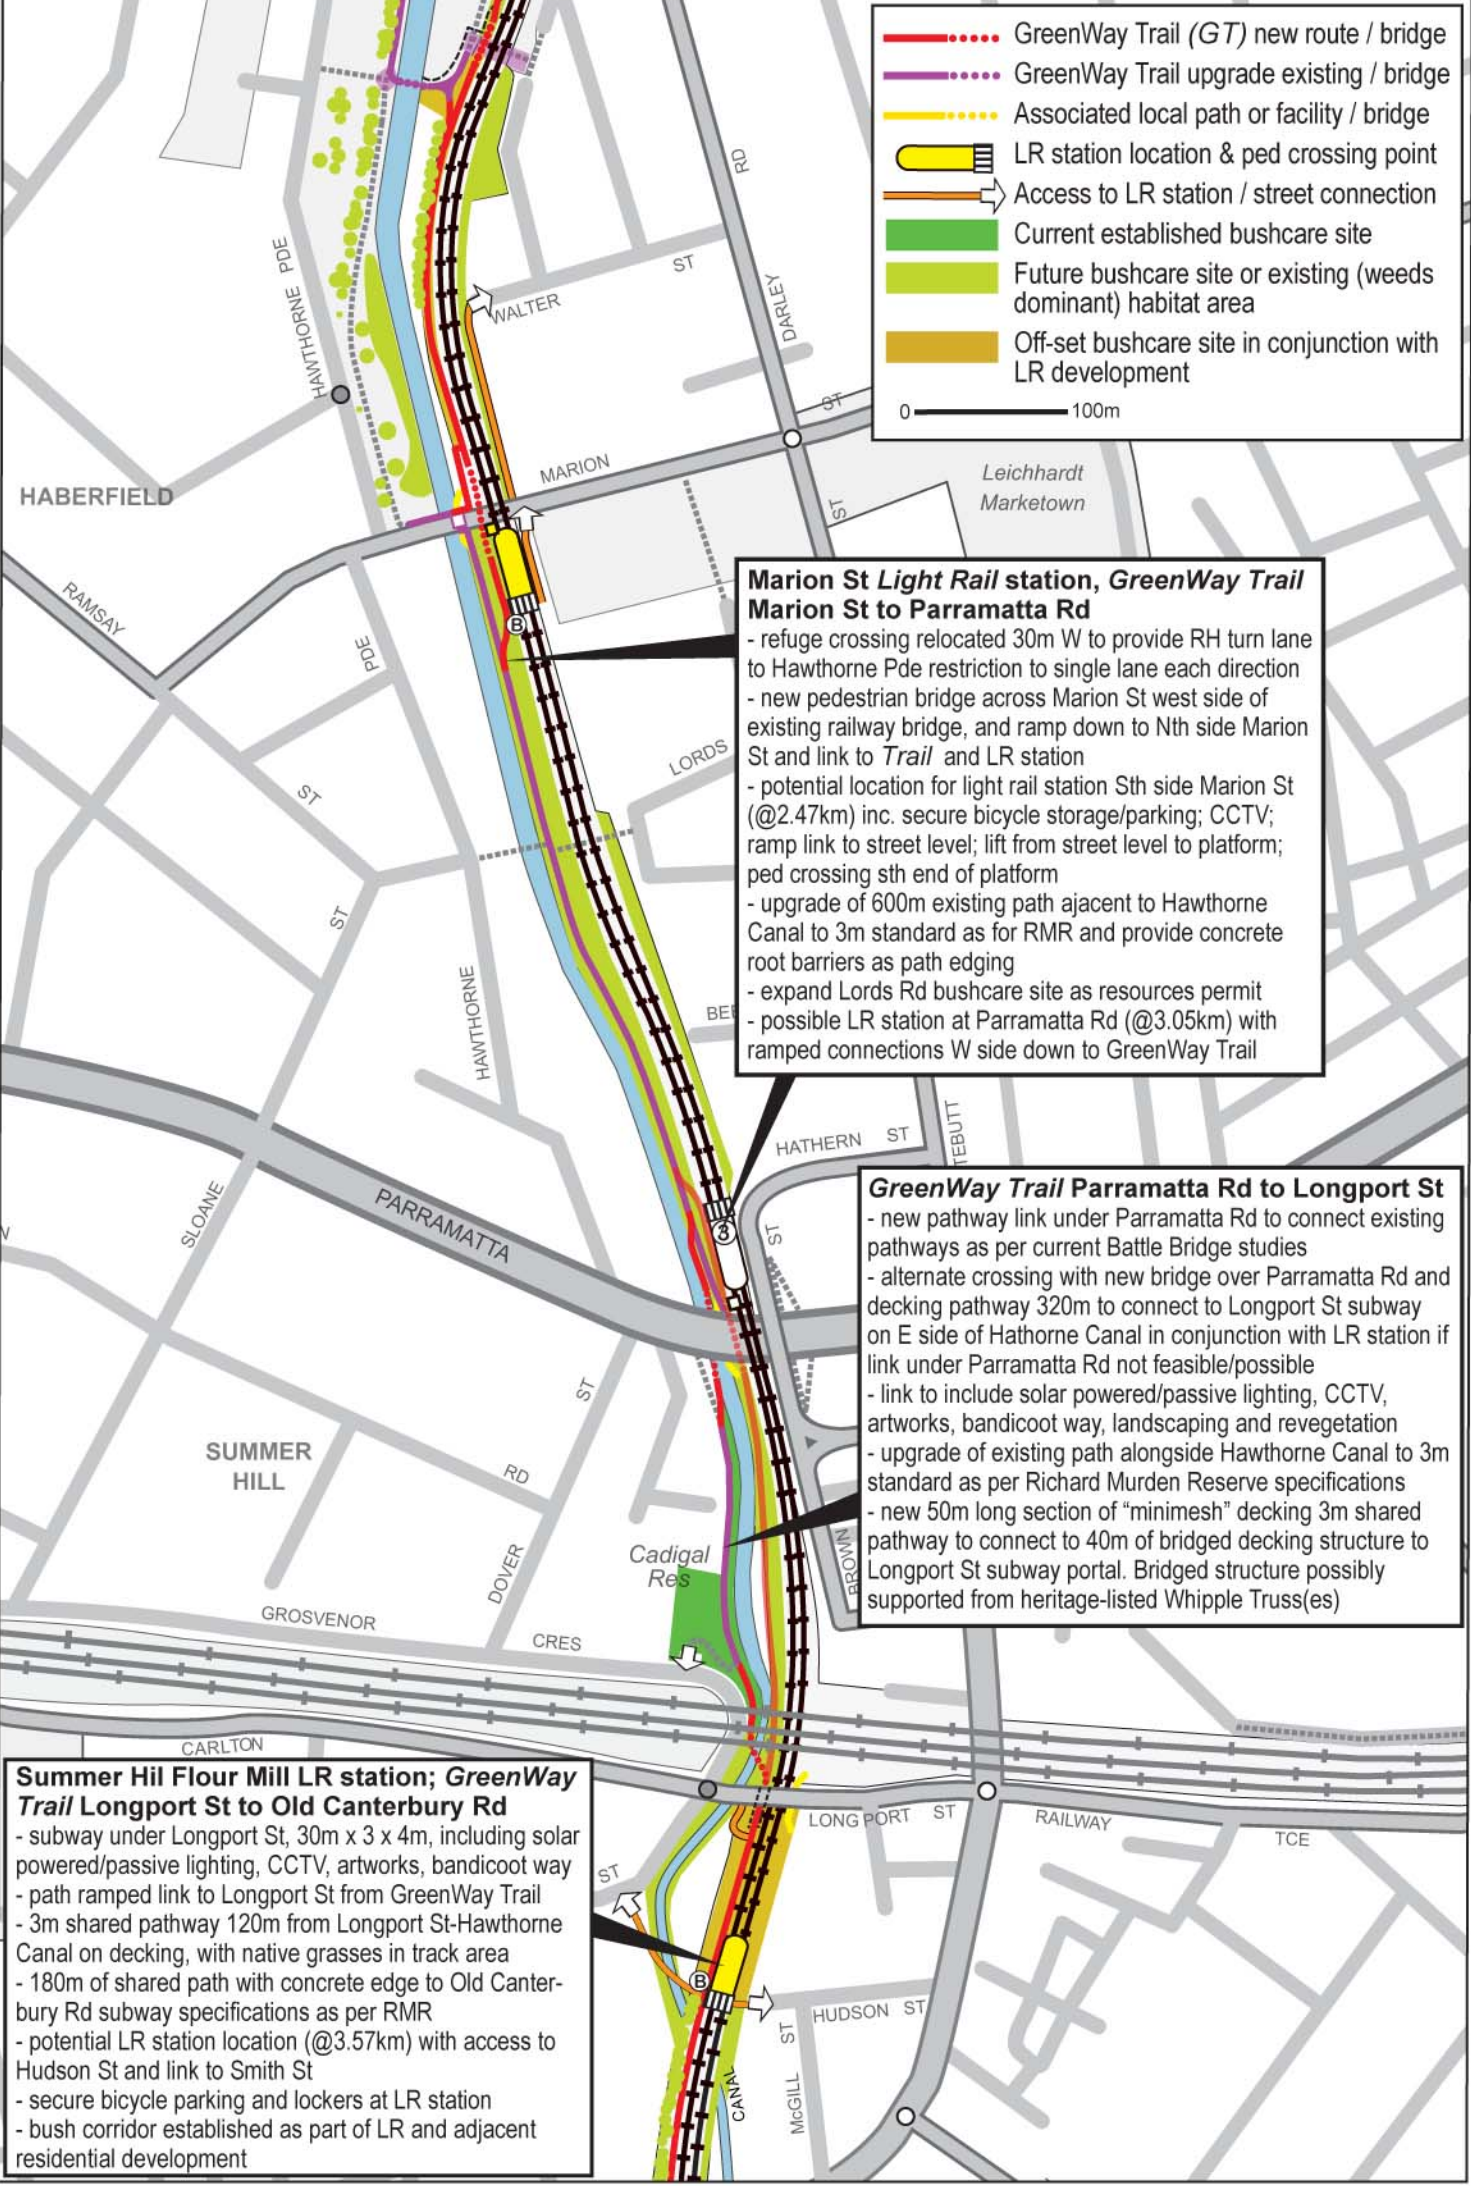 GreenWay Trail (GT) new route / bridge
GreenWay Trail upgrade existing / bridge
Associated local path or facility / bridge
LR station location & ped crossing point
Access to LR station / street connection
Current established bushcare site
Future bushcare site or existing (weeds
dominant) habitat area
Off-set bushcare site in conjunction with
LR development
0 100m
RD
HAWTHORNE PDE
ST
WALTER
DARLEY
ST
MARION
HABERFIELD
Leichhardt
Marketown
ST
RAMSAY
PDE
B
LORDS
ST
ST
HAWTHORNE
BEE
Marion St Light Rail station, GreenWay Trail
Marion St to Parramatta Rd
- refuge crossing relocated 30m W to provide RH turn lane
to Hawthorne Pde restriction to single lane each direction
- new pedestrian bridge across Marion St west side of
existing railway bridge, and ramp down to Nth side Marion
St and link to Trail and LR station
- potential location for light rail station Sth side Marion St
(@2.47km) inc. secure bicycle storage/parking; CCTV;
ramp link to street level; lift from street level to platform;
ped crossing sth end of platform
- upgrade of 600m existing path ajacent to Hawthorne
Canal to 3m standard as for RMR and provide concrete
root barriers as path edging
- expand Lords Rd bushcare site as resources permit
- possible LR station at Parramatta Rd (@3.05km) with
ramped connections W side down to GreenWay Trail
HATHERN ST
TEBUTT
SLOANE
PARRAMATTA
3
ST
GreenWay Trail Parramatta Rd to Longport St
- new pathway link under Parramatta Rd to connect existing
pathways as per current Battle Bridge studies
- alternate crossing with new bridge over Parramatta Rd and
decking pathway 320m to connect to Longport St subway
on E side of Hathorne Canal in conjunction with LR station if
link under Parramatta Rd not feasible/possible
- link to include solar powered/passive lighting, CCTV,
artworks, bandicoot way, landscaping and revegetation
- upgrade of existing path alongside Hawthorne Canal to 3m
standard as per Richard Murden Reserve specifications
- new 50m long section of “minimesh” decking 3m shared
pathway to connect to 40m of bridged decking structure to
Longport St subway portal. Bridged structure possibly
supported from heritage-listed Whipple Truss(es)
ST
SUMMER
HILL
RD
DOVER
Cadigal
Res
BROWN
GROSVENOR
CRES
CARLTON
LONGPORT ST
RAILWAY
TCE
Summer Hil Flour Mill LR station; GreenWay
Trail Longport St to Old Canterbury Rd
- subway under Longport St, 30m x 3 x 4m, including solar
powered/passive lighting, CCTV, artworks, bandicoot way
- path ramped link to Longport St from GreenWay Trail
- 3m shared pathway 120m from Longport St-Hawthorne
Canal on decking, with native grasses in track area
- 180m of shared path with concrete edge to Old Canter-
bury Rd subway specifications as per RMR
- potential LR station location (@3.57km) with access to
Hudson St and link to Smith St
- secure bicycle parking and lockers at LR station
- bush corridor established as part of LR and adjacent
residential development
ST
B
HUDSON ST
McGILL ST
CANAL